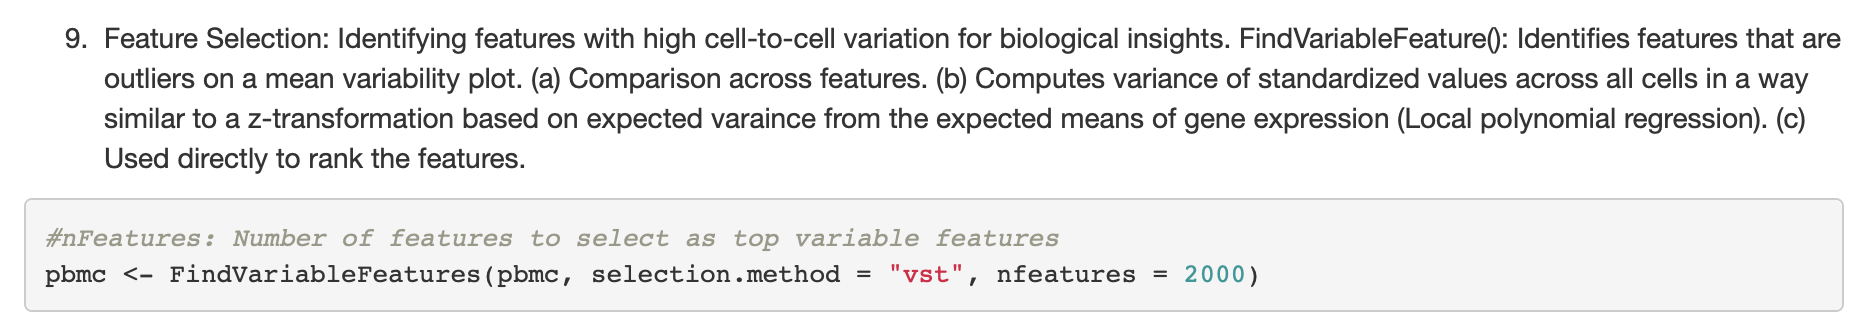 9. Feature Selection: Identifying features with high cell-to-cell variation for biological insights. FindVariableFeature(): Identifies features that are
outliers on a mean variability plot. (a) Comparison across features. (b) Computes variance of standardized values across all cells in a way
similar to a z-transformation based on expected varaince from the expected means of gene expression (Local polynomial regression). (c)
Used directly to rank the features.
#nFeatures: Number of features to select as top variable features
pbmc <- FindVariableFeatures(pbmc, selection.method = "vst", nfeatures = 2000)